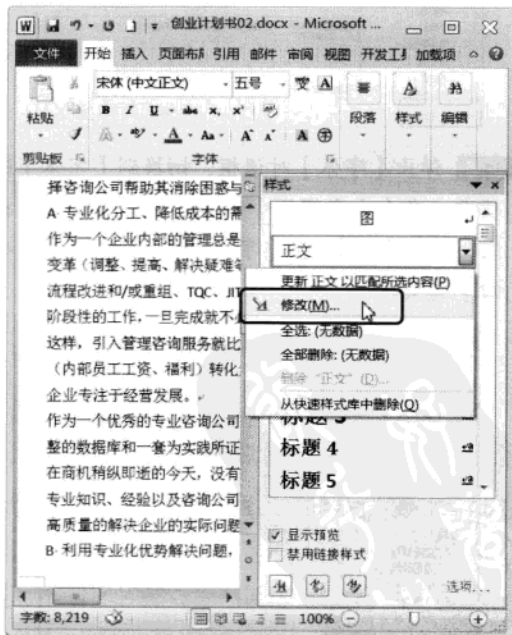 创业计划书02.docx - Microsoft ...
文件 开始 插入 页面布局 引用 邮件 审阅 视图 开发工具 加载项
宋体 (中文正文) 五号
粘贴 段落 样式 编辑
剪贴板 字体
样式
图
正文
更新 正文 以匹配所选内容(P)
修改(M)...
全选: (无数据)
全部删除: (无数据)
删除 "正文" (D)...
从快速样式库中删除(Q)
标题 4
标题 5
显示预览
禁用链接样式
选项...
择咨询公司帮助其消除困惑与
A 专业化分工、降低成本的需
作为一个企业内部的管理总是
变革（调整、提高、解决疑难等
流程改进和/或重组、TQC、JIT
阶段性的工作，一旦完成就不必
这样，引入管理咨询服务就比
（内部员工工资、福利）转化
企业专注于经营发展。
作为一个优秀的专业咨询公司
整的数据库和一套为实践所证
在商机稍纵即逝的今天，没有
专业知识、经验以及咨询公司
高质量的解决企业的实际问题
B 利用专业化优势解决问题，
字数: 8,219 100%